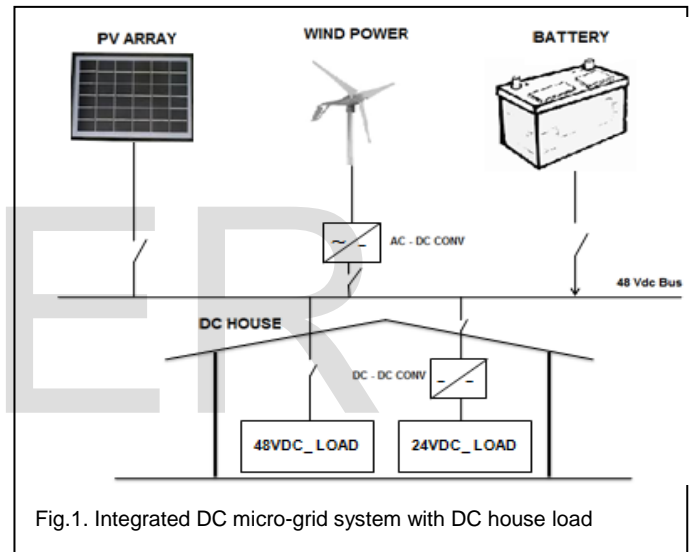 PV ARRAY
WIND POWER
BATTERY
~ -
AC - DC CONV
48 Vdc Bus
DC HOUSE
DC - DC CONV
- -
48VDC_ LOAD
24VDC_ LOAD
ER
Fig.1. Integrated DC micro-grid system with DC house load